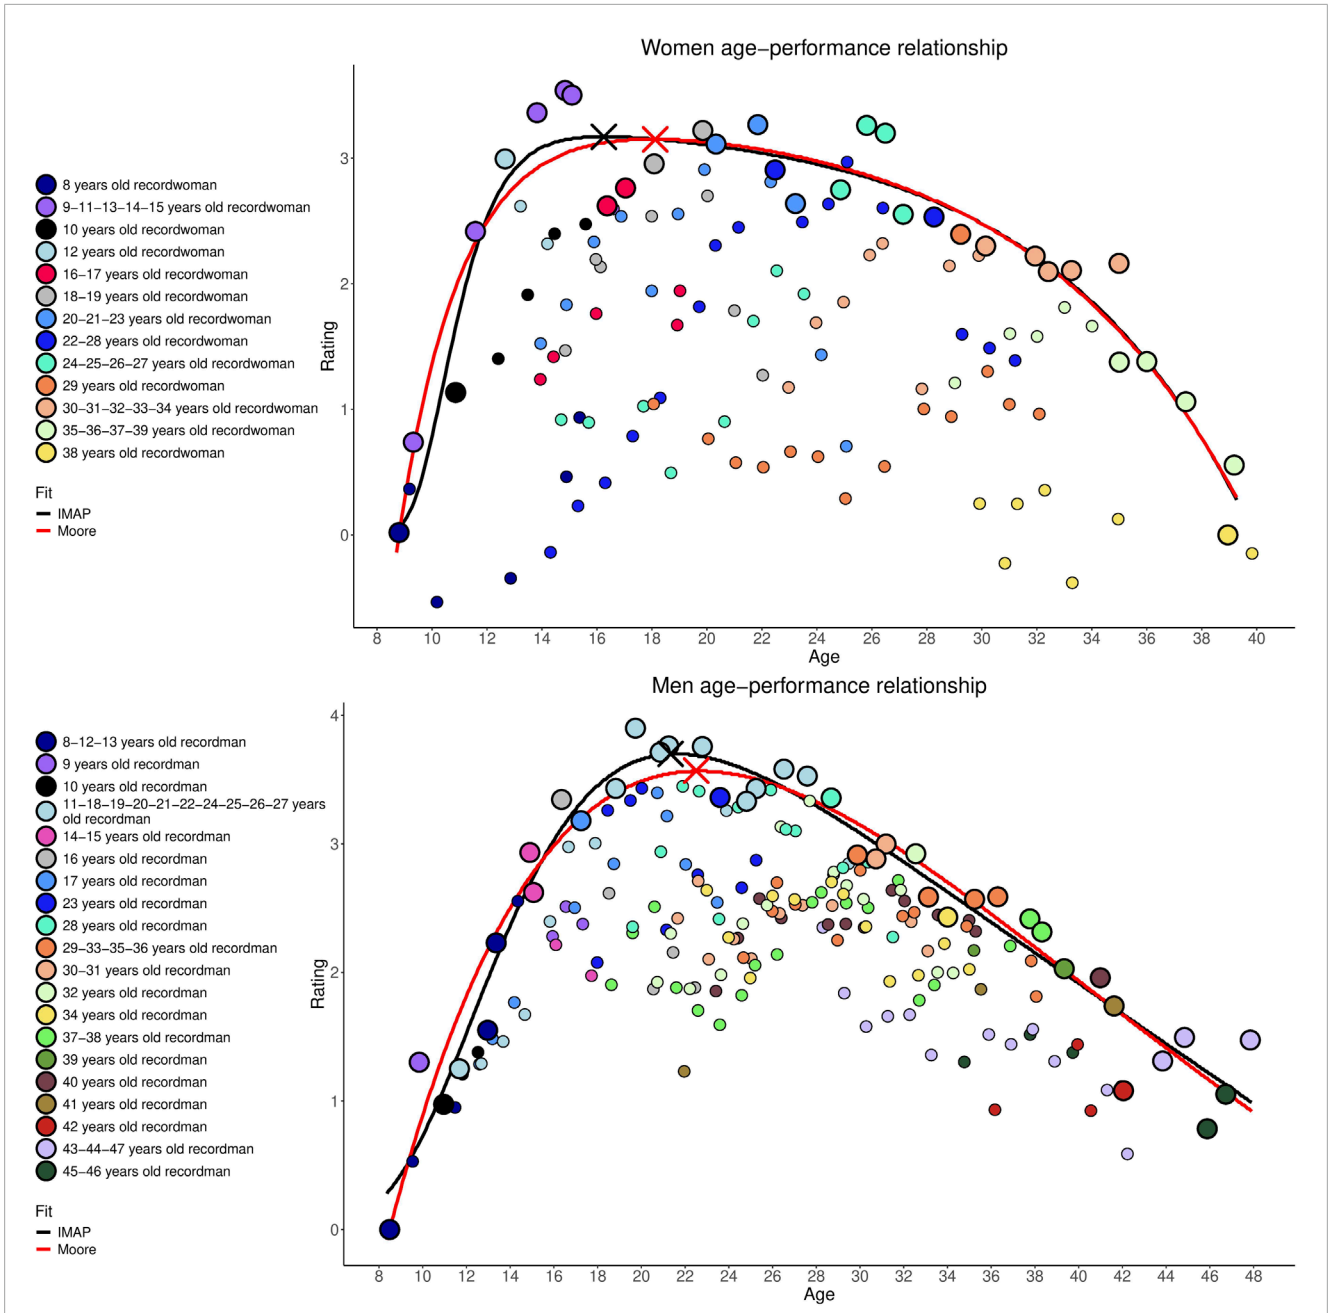 Women age−performance relationship
8 years old recordwoman
9−11−13−14−15 years old recordwoman
10 years old recordwoman
12 years old recordwoman
16−17 years old recordwoman
18−19 years old recordwoman
20−21−23 years old recordwoman
22−28 years old recordwoman
24−25−26−27 years old recordwoman
29 years old recordwoman
30−31−32−33−34 years old recordwoman
35−36−37−39 years old recordwoman
38 years old recordwoman
Fit
IMAP
Moore
Rating
3
2
1
0
8 10 12 14 16 18 20 22 24 26 28 30 32 34 36 38 40
Age
Men age−performance relationship
8−12−13 years old recordman
9 years old recordman
10 years old recordman
11−18−19−20−21−22−24−25−26−27 years
old recordman
14−15 years old recordman
16 years old recordman
17 years old recordman
23 years old recordman
28 years old recordman
29−33−35−36 years old recordman
30−31 years old recordman
32 years old recordman
34 years old recordman
37−38 years old recordman
39 years old recordman
40 years old recordman
41 years old recordman
42 years old recordman
43−44−47 years old recordman
45−46 years old recordman
Fit
IMAP
Moore
Rating
4
3
2
1
0
8 10 12 14 16 18 20 22 24 26 28 30 32 34 36 38 40 42 44 46 48
Age